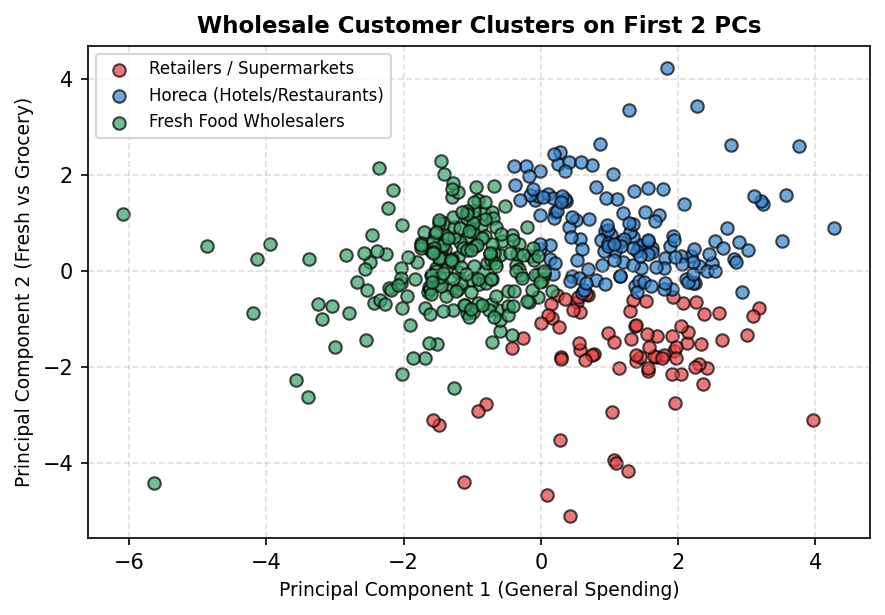 Wholesale Customer Clusters on First 2 PCs
Retailers / Supermarkets
Horeca (Hotels/Restaurants)
Fresh Food Wholesalers
4
2
0
−2
−4
Principal Component 2 (Fresh vs Grocery)
−6
−4
−2
0
2
4
Principal Component 1 (General Spending)